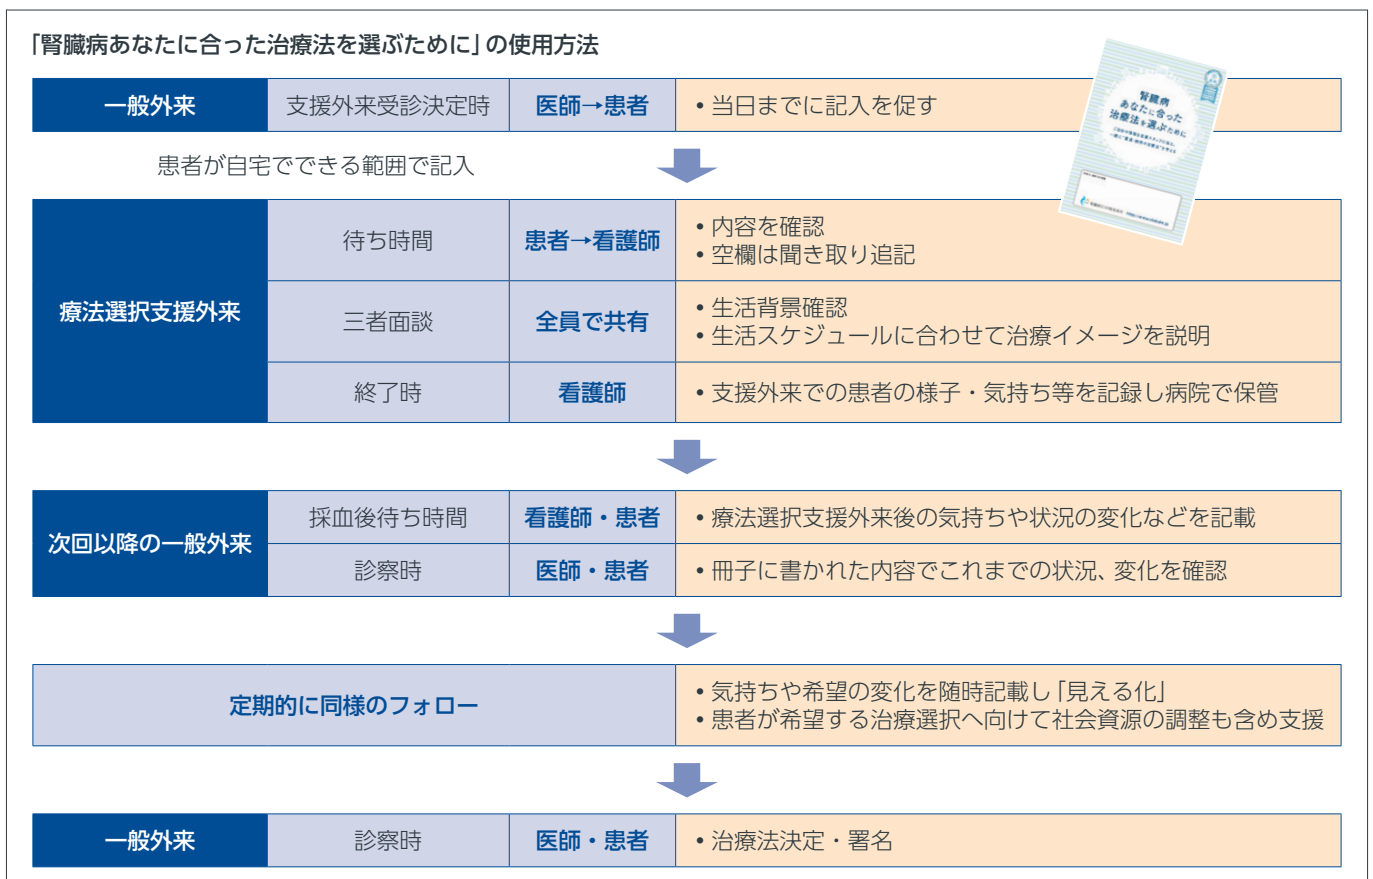 「腎臓病あなたに合った治療法を選ぶために」の使用方法
一般外来 支援外来受診決定時 医師→患者 •当日までに記入を促す
腎臓病
あなたに合った
治療法を選ぶために
患者が自宅でできる範囲で記入
療法選択支援外来
待ち時間 患者→看護師
•内容を確認
•空欄は聞き取り追記
三者面談 全員で共有
•生活背景確認
•生活スケジュールに合わせて治療イメージを説明
終了時 看護師 •支援外来での患者の様子・気持ち等を記録し病院で保管
次回以降の一般外来
採血後待ち時間 看護師・患者 •療法選択支援外来後の気持ちや状況の変化などを記載
診察時 医師・患者 •冊子に書かれた内容でこれまでの状況、変化を確認
定期的に同様のフォロー
•気持ちや希望の変化を随時記載し「見える化」
•患者が希望する治療選択へ向けて社会資源の調整も含め支援
一般外来 診察時 医師・患者 •治療法決定・署名